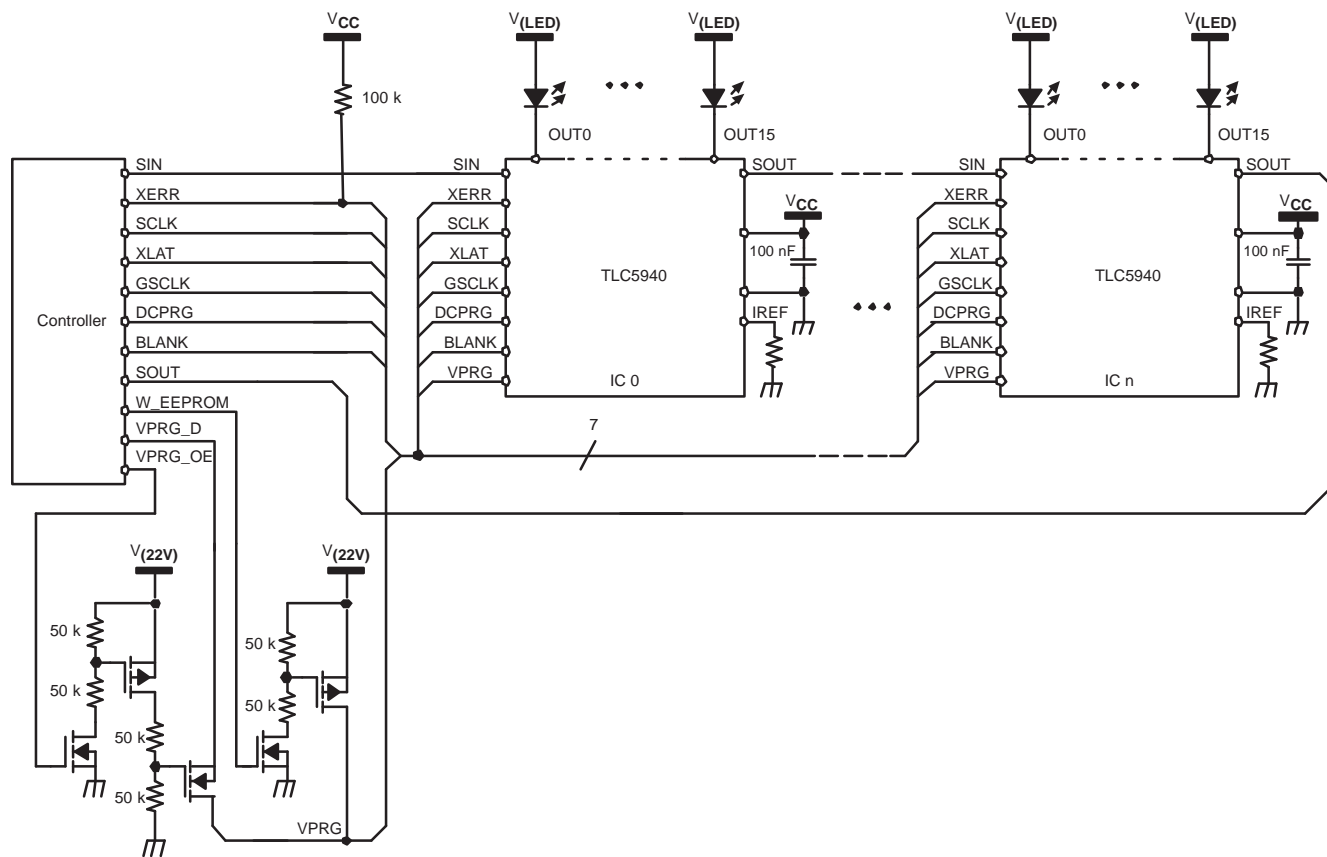 VCC
V(LED)
V(LED)
V(LED)
V(LED)
100 k
OUT0
OUT15
OUT0
OUT15
SIN
SIN
SOUT
SIN
SOUT
XERR
XERR
VCC
XERR
VCC
SCLK
SCLK
SCLK
100 nF
100 nF
XLAT
XLAT
TLC5940
XLAT
TLC5940
GSCLK
GSCLK
GSCLK
Controller
DCPRG
DCPRG
IREF
DCPRG
IREF
BLANK
BLANK
BLANK
SOUT
VPRG
IC 0
VPRG
IC n
W_EEPROM
VPRG_D
7
VPRG_OE
V(22V)
V(22V)
50 k
50 k
50 k
50 k
50 k
50 k
VPRG